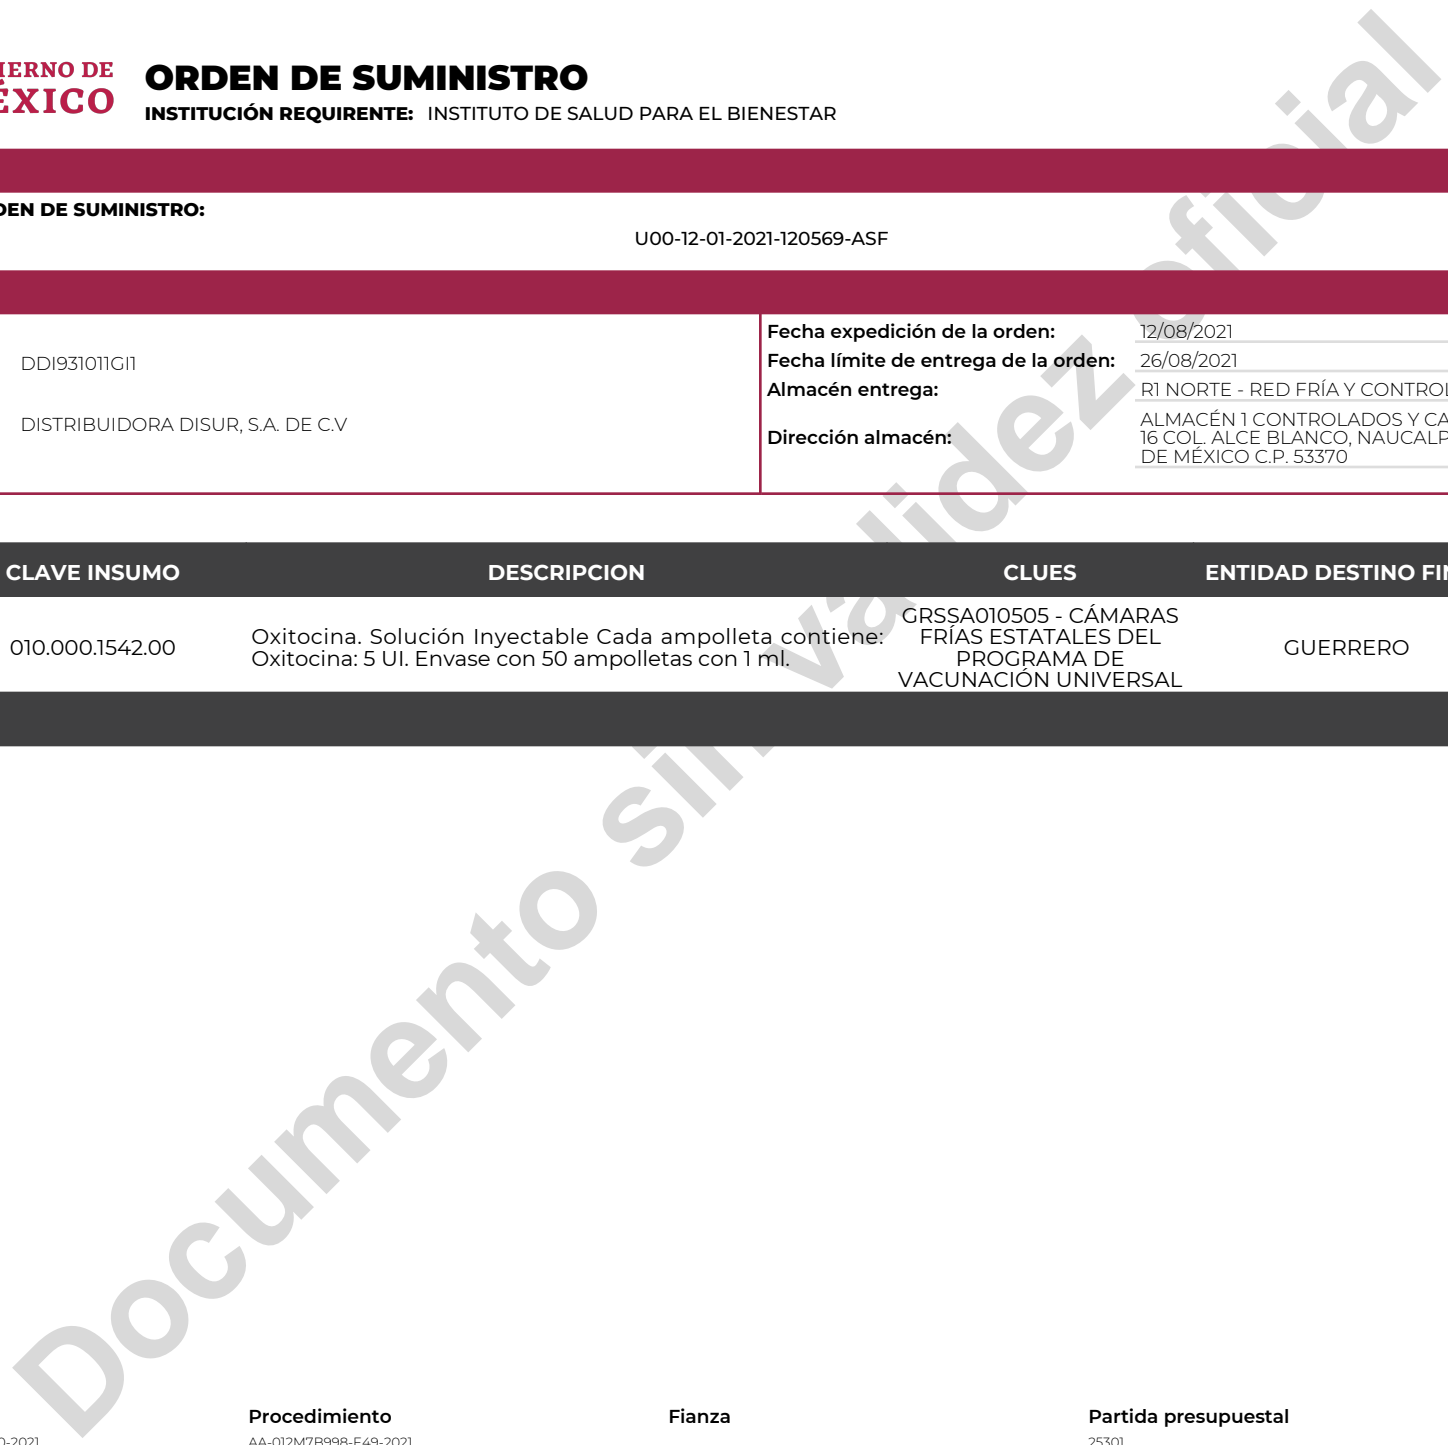 IERNO DE
ÉXICO
ORDEN DE SUMINISTRO
INSTITUCIÓN REQUIRENTE: INSTITUTO DE SALUD PARA EL BIENESTAR
DEN DE SUMINISTRO:
U00-12-01-2021-120569-ASF
DDI931011GI1
DISTRIBUIDORA DISUR, S.A. DE C.V
Fecha expedición de la orden: 12/08/2021
Fecha límite de entrega de la orden: 26/08/2021
Almacén entrega: R1 NORTE - RED FRÍA Y CONTROL
Dirección almacén: ALMACÉN 1 CONTROLADOS Y CA
16 COL. ALCE BLANCO, NAUCALP
DE MÉXICO C.P. 53370
CLAVE INSUMO DESCRIPCION CLUES ENTIDAD DESTINO FIN
010.000.1542.00
Oxitocina. Solución Inyectable Cada ampolleta contiene:
Oxitocina: 5 UI. Envase con 50 ampolletas con 1 ml.
GRSSA010505 - CÁMARAS
FRÍAS ESTATALES DEL
PROGRAMA DE
VACUNACIÓN UNIVERSAL
GUERRERO
Documento sin validez oficial
Procedimiento Fianza Partida presupuestal
0-2021 AA-012M7B998-E49-2021 25301